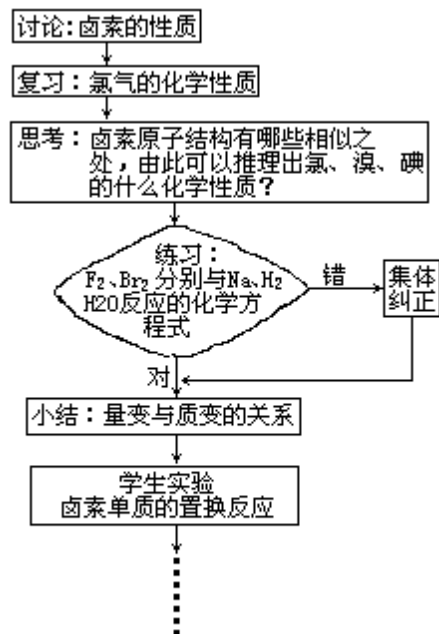 讨论:卤素的性质
复习：氯气的化学性质
思考：卤素原子结构有哪些相似之
处，由此可以推理出氯、溴、碘
的什么化学性质?
练习：
F₂、Br₂分别与Na、H₂
H2O反应的化学方
程式
错
集体
纠正
对
小结：量变与质变的关系
学生实验
卤素单质的置换反应